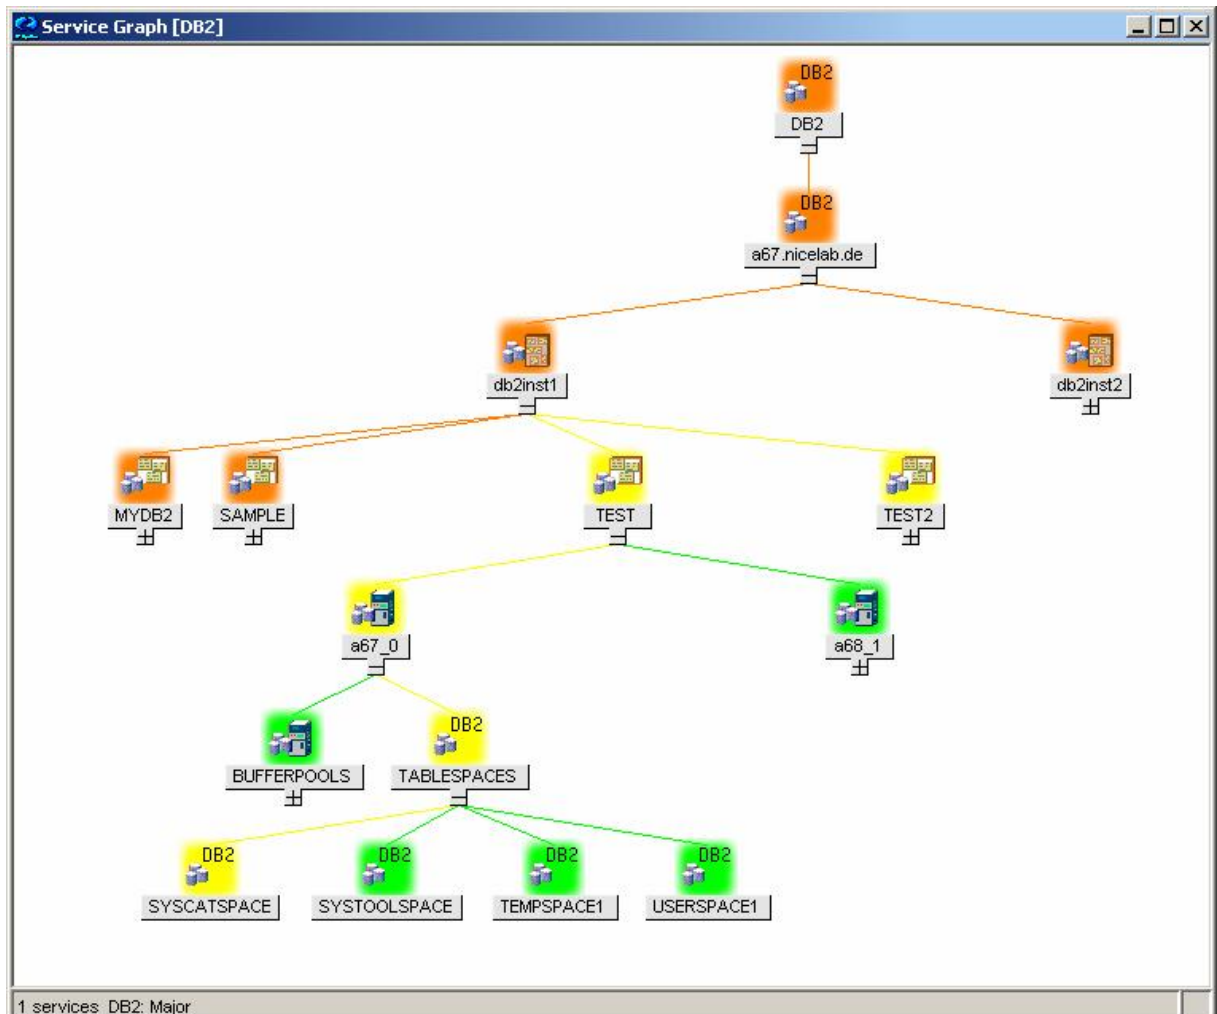 Service Graph [DB2]
DB2
DB2
DB2
a67.nicelab.de
db2inst1 db2inst2
MYDB2 SAMPLE TEST TEST2
a67_0 a68_1
DB2
BUFFERPOOLS TABLESPACES
DB2 DB2 DB2 DB2
SYSCATSPACE SYSTOOLSPACE TEMPSPACE1 USERSPACE1
1 services DB2: Major